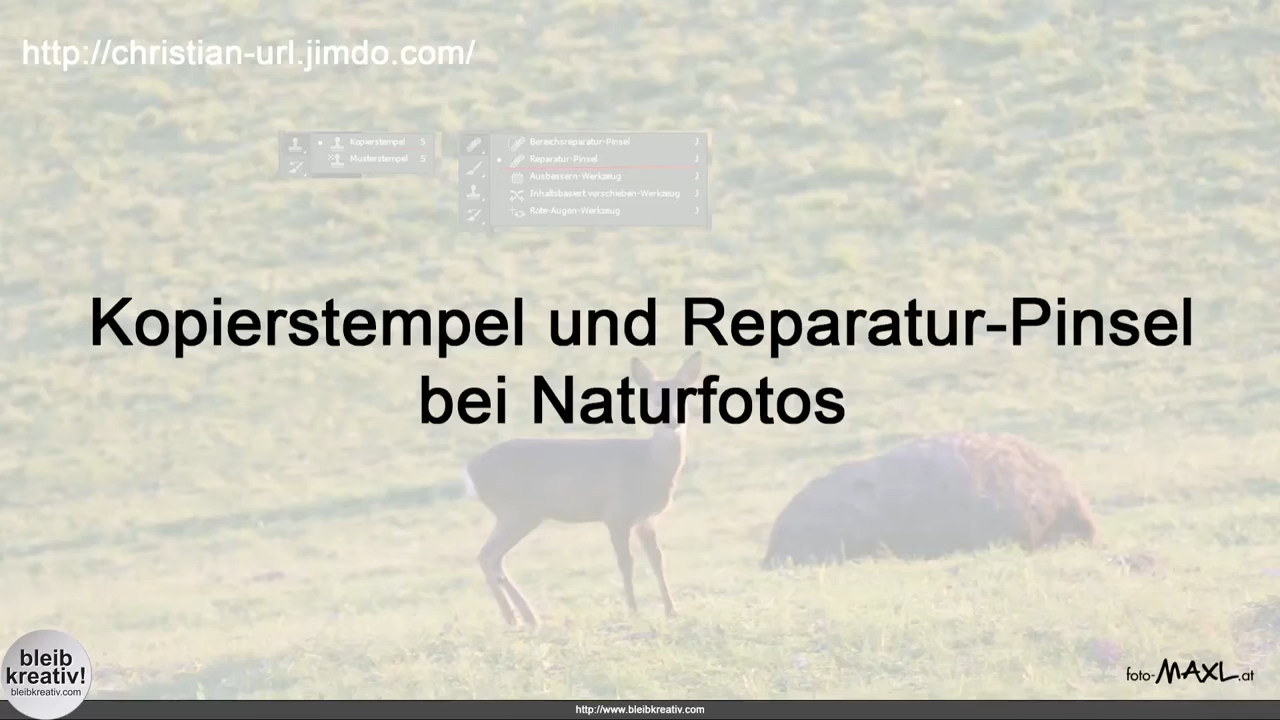 http://christian-url.jimdo.com/
Kopierstempel S
Musterstempel S
Bereichsreparatur-Pinsel J
Reparatur-Pinsel J
Ausbessern-Werkzeug J
Inhaltsbasiert verschieben-Werkzeug J
Rote-Augen-Werkzeug J
Kopierstempel und Reparatur-Pinsel
bei Naturfotos
bleib
kreativ!
bleibkreativ.com
foto-MAXL.at
http://www.bleibkreativ.com